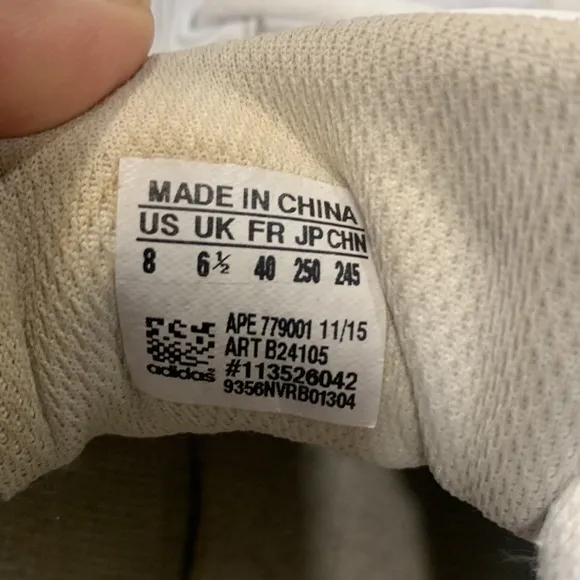 MADE IN CHINA
US UK FR JP CHN
8 6½ 40 250 245
APE 779001 11/15
ART B24105
#113526042
adidas 9356NVRB01304